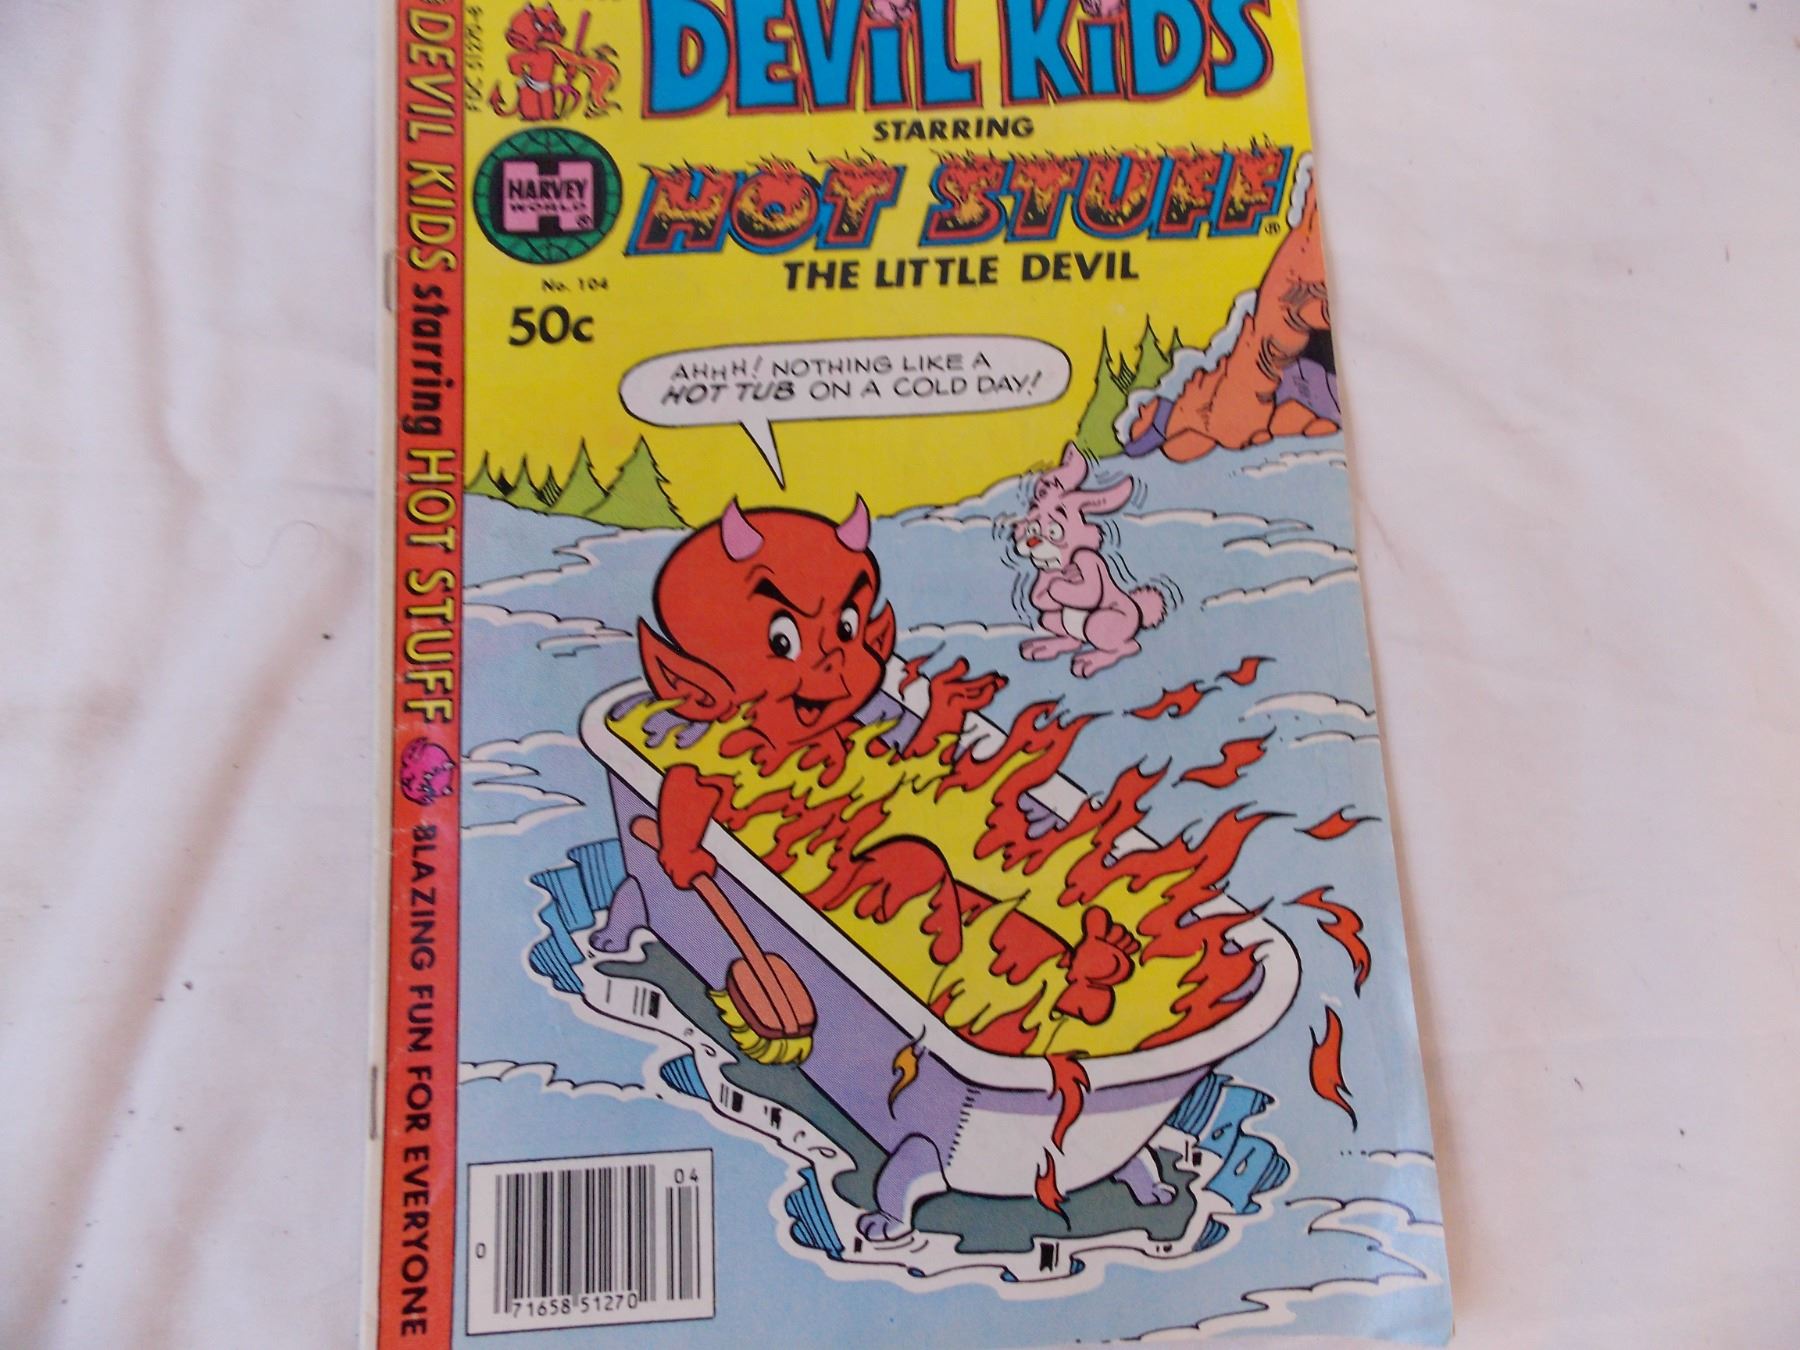 DEVIL KIDS
STARRING
HOT STUFF
THE LITTLE DEVIL
HARVEY
WORLD
No. 104
50c
AHHH! NOTHING LIKE A
HOT TUB ON A COLD DAY!
DEVIL KIDS starring HOT STUFF BLAZING FUN FOR EVERYONE
04
0
71658 51270